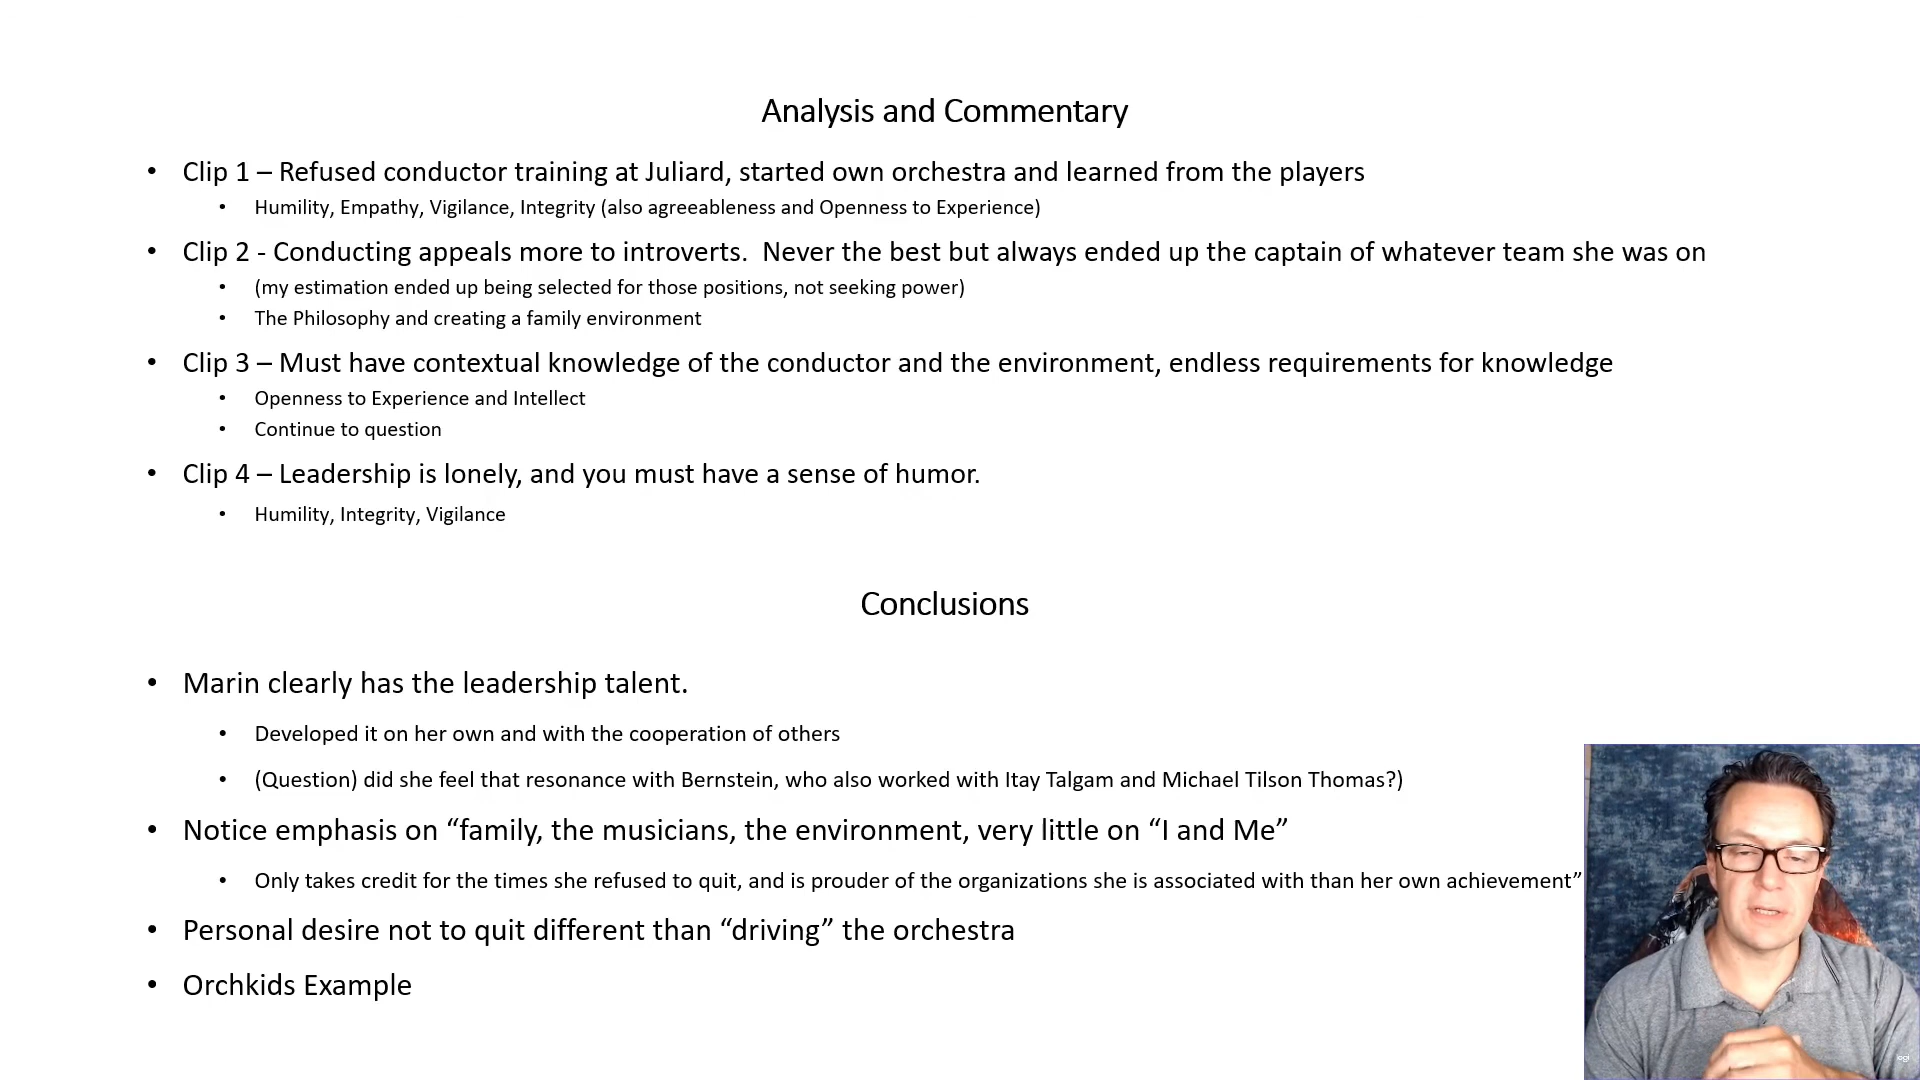 Analysis and Commentary
• Clip 1 – Refused conductor training at Juliard, started own orchestra and learned from the players
• Humility, Empathy, Vigilance, Integrity (also agreeableness and Openness to Experience)
• Clip 2 - Conducting appeals more to introverts.  Never the best but always ended up the captain of whatever team she was on
• (my estimation ended up being selected for those positions, not seeking power)
• The Philosophy and creating a family environment
• Clip 3 – Must have contextual knowledge of the conductor and the environment, endless requirements for knowledge
• Openness to Experience and Intellect
• Continue to question
• Clip 4 – Leadership is lonely, and you must have a sense of humor.
• Humility, Integrity, Vigilance
Conclusions
• Marin clearly has the leadership talent.
• Developed it on her own and with the cooperation of others
• (Question) did she feel that resonance with Bernstein, who also worked with Itay Talgam and Michael Tilson Thomas?)
• Notice emphasis on “family, the musicians, the environment, very little on “I and Me”
• Only takes credit for the times she refused to quit, and is prouder of the organizations she is associated with than her own achievement”
• Personal desire not to quit different than “driving” the orchestra
• Orchkids Example
logi